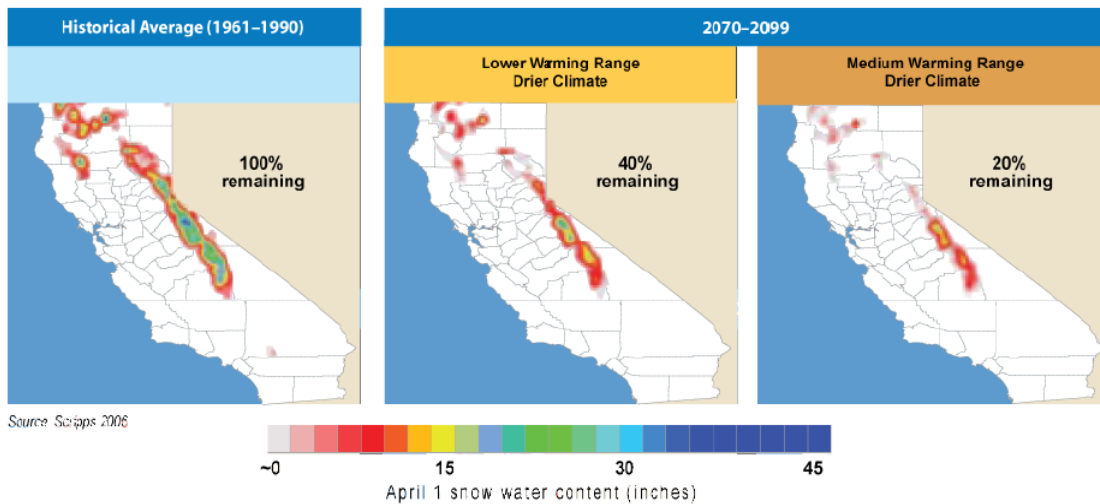 Historical Average (1961–1990)
2070–2099
Lower Warming Range
Drier Climate
Medium Warming Range
Drier Climate
100%
remaining
40%
remaining
20%
remaining
Source: Scripps 2006
~0 15 30 45
April 1 snow water content (inches)